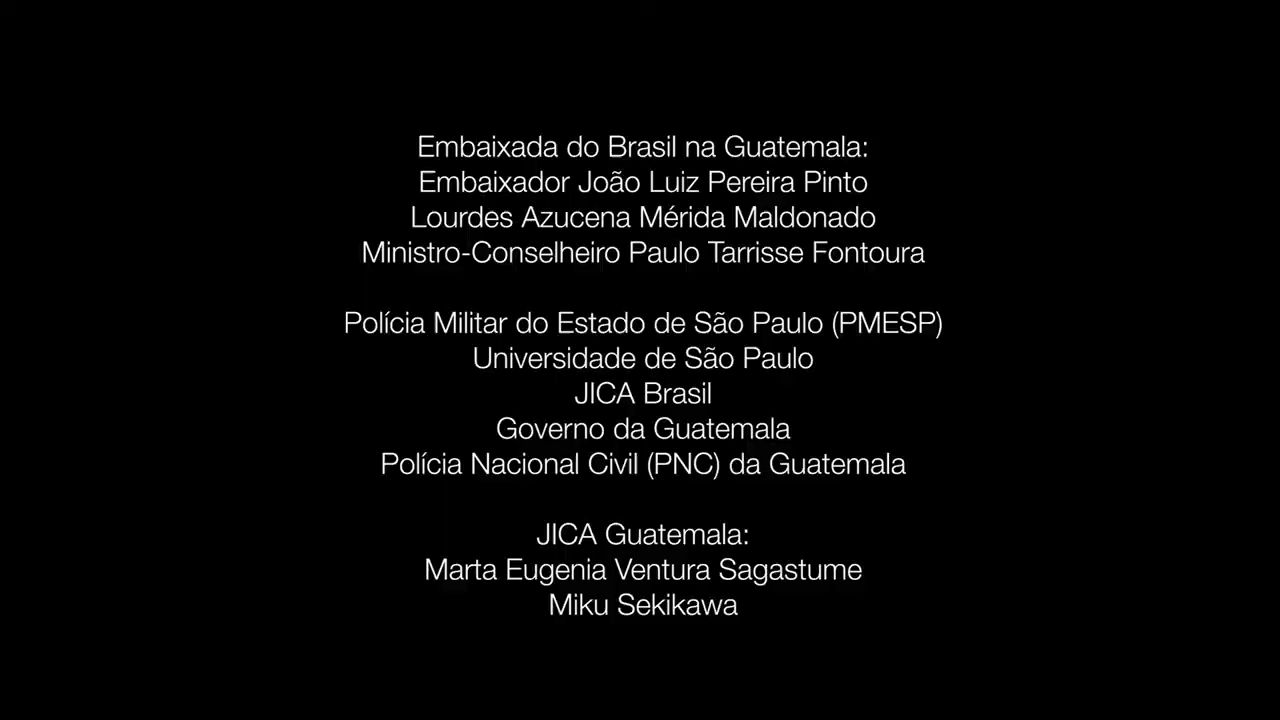 Embaixada do Brasil na Guatemala:
Embaixador João Luiz Pereira Pinto
Lourdes Azucena Mérida Maldonado
Ministro-Conselheiro Paulo Tarrisse Fontoura
Polícia Militar do Estado de São Paulo (PMESP)
Universidade de São Paulo
JICA Brasil
Governo da Guatemala
Polícia Nacional Civil (PNC) da Guatemala
JICA Guatemala:
Marta Eugenia Ventura Sagastume
Miku Sekikawa